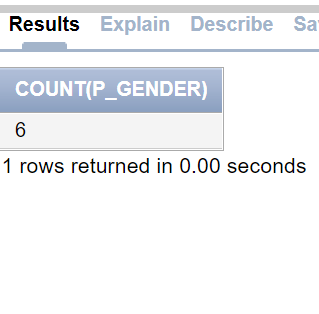 Results Explain Describe Sa
COUNT(P_GENDER)
6
1 rows returned in 0.00 seconds